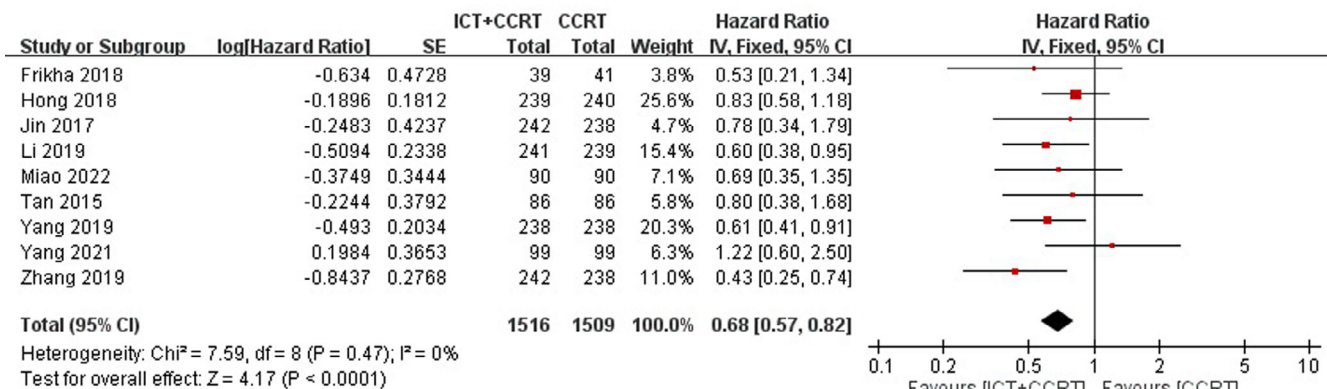 ICT+CCRT CCRT Hazard Ratio Hazard Ratio
Study or Subgroup log[Hazard Ratio] SE Total Total Weight IV, Fixed, 95% CI IV, Fixed, 95% CI
Frikha 2018 -0.634 0.4728 39 41 3.8% 0.53 [0.21, 1.34]
Hong 2018 -0.1896 0.1812 239 240 25.6% 0.83 [0.58, 1.18]
Jin 2017 -0.2483 0.4237 242 238 4.7% 0.78 [0.34, 1.79]
Li 2019 -0.5094 0.2338 241 239 15.4% 0.60 [0.38, 0.95]
Miao 2022 -0.3749 0.3444 90 90 7.1% 0.69 [0.35, 1.35]
Tan 2015 -0.2244 0.3792 86 86 5.8% 0.80 [0.38, 1.68]
Yang 2019 -0.493 0.2034 238 238 20.3% 0.61 [0.41, 0.91]
Yang 2021 0.1984 0.3653 99 99 6.3% 1.22 [0.60, 2.50]
Zhang 2019 -0.8437 0.2768 242 238 11.0% 0.43 [0.25, 0.74]
Total (95% CI) 1516 1509 100.0% 0.68 [0.57, 0.82]
Heterogeneity: Chi² = 7.59, df = 8 (P = 0.47); I² = 0%
Test for overall effect: Z = 4.17 (P < 0.0001)
0.1 0.2 0.5 1 2 5 10
Favours [ICT+CCRT] Favours [CCRT]